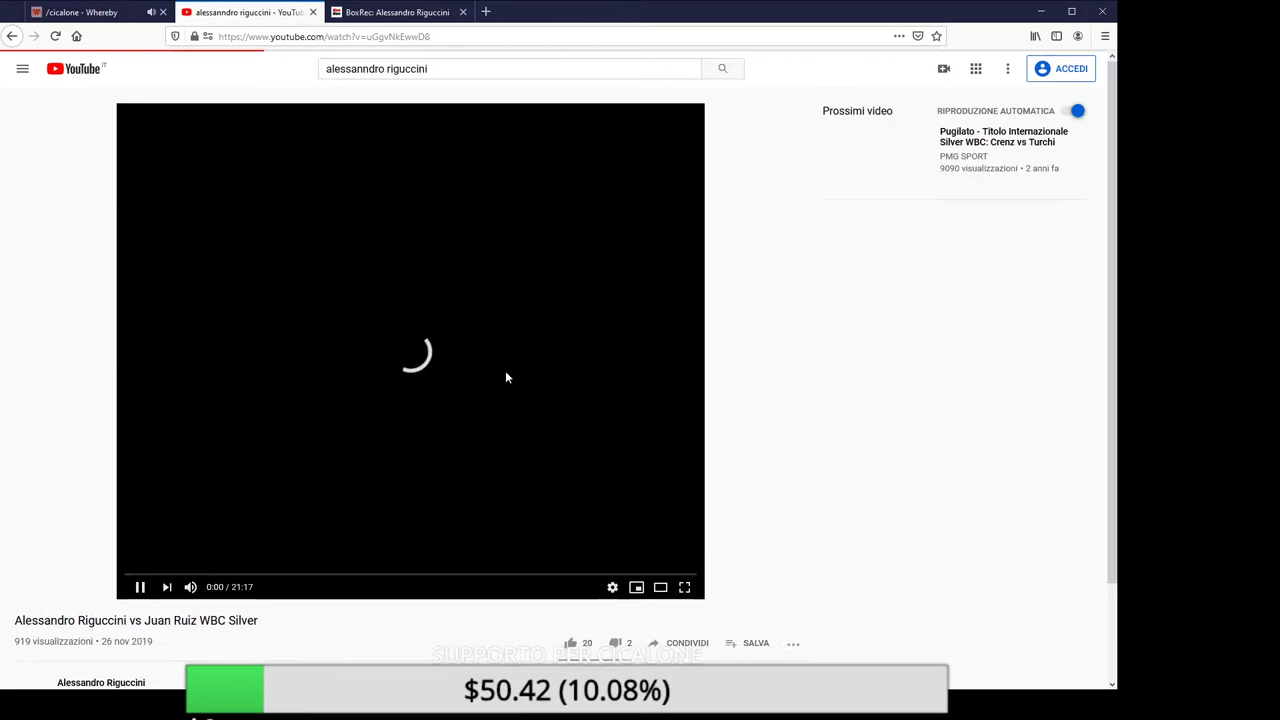 /cicalone - Whereby
alessanndro riguccini - YouTub
BoxRec: Alessandro Riguccini
https://www.youtube.com/watch?v=uGgvNkEwwD8
YouTube IT
alessanndro riguccini
ACCEDI
Prossimi video
RIPRODUZIONE AUTOMATICA
Pugilato - Titolo Internazionale
Silver WBC: Crenz vs Turchi
PMG SPORT
9090 visualizzazioni • 2 anni fa
0:00 / 21:17
Alessandro Riguccini vs Juan Ruiz WBC Silver
919 visualizzazioni • 26 nov 2019
20
2
CONDIVIDI
SALVA
SUPPORTO PER CICALONE
Alessandro Riguccini
$50.42 (10.08%)